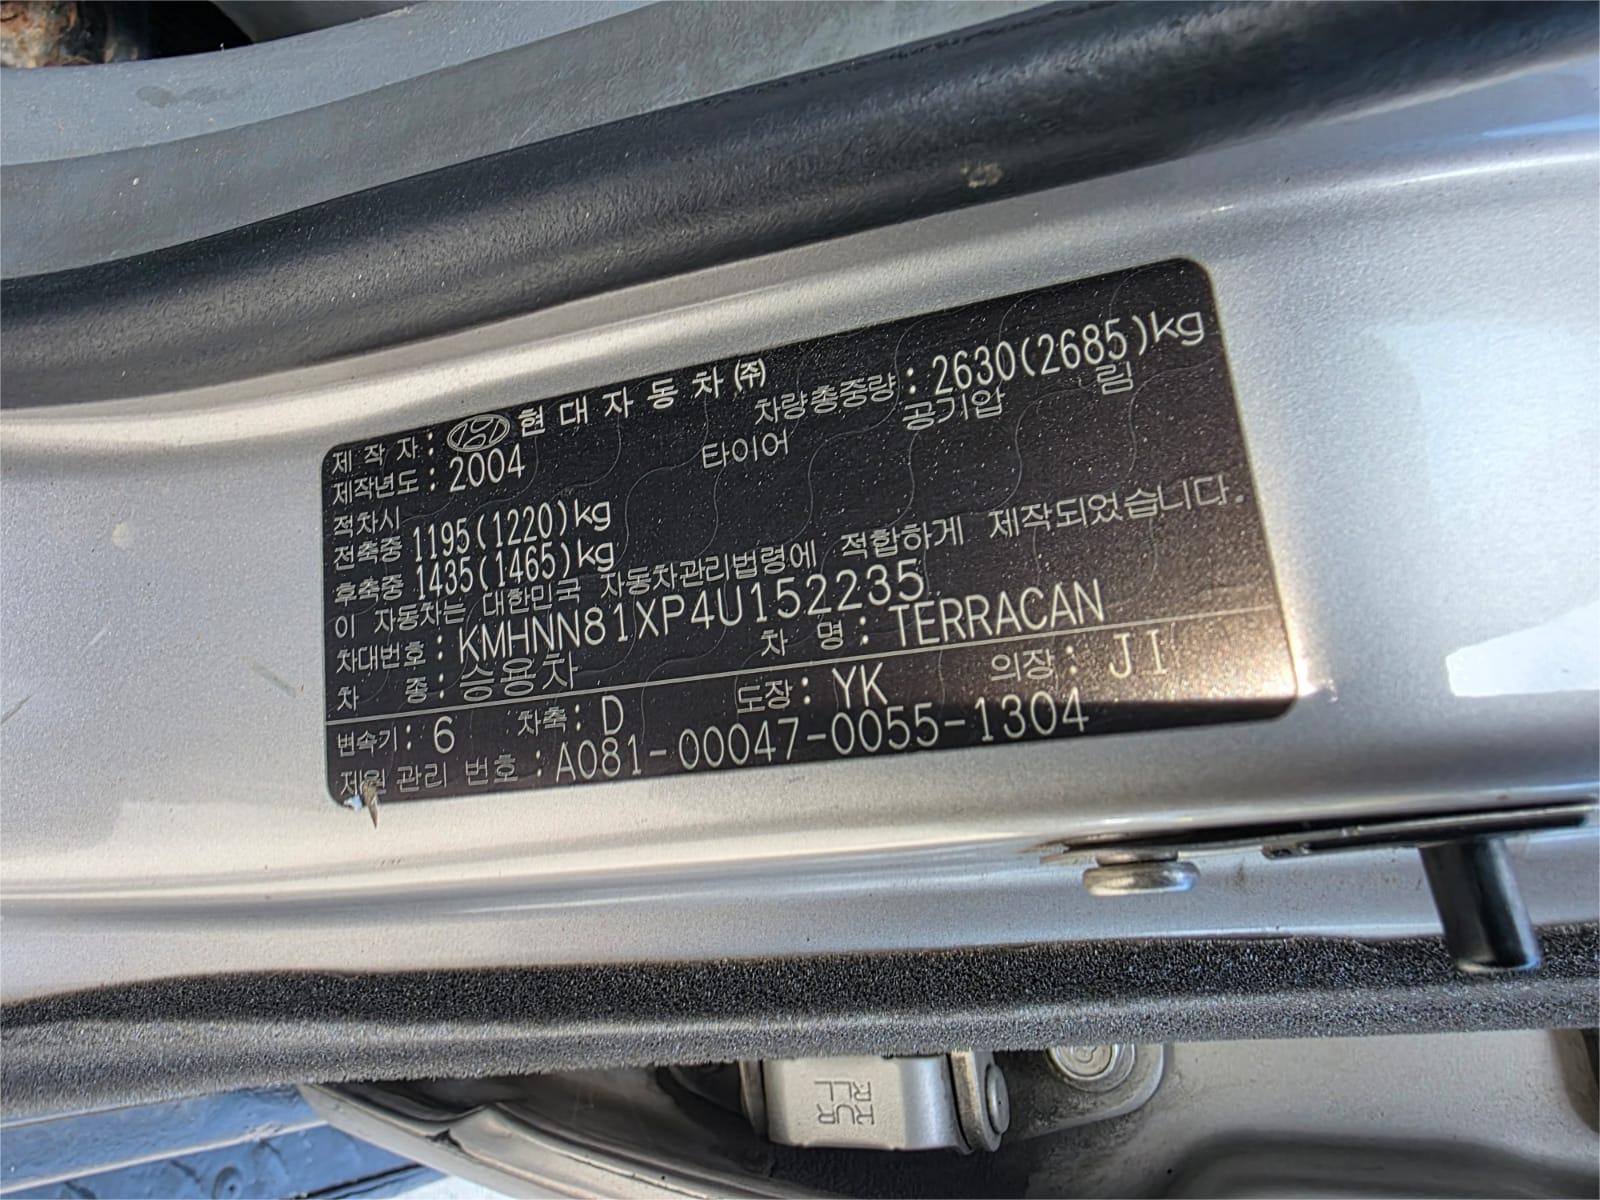 제 작 자 : 현대자동차㈜
제작년도 : 2004 차량총중량 : 2630(2685)kg
적차시 타이어 공기압 림
전축중 1195(1220)kg
후축중 1435(1465)kg
이 자동차는 대한민국 자동차관리법령에 적합하게 제작되었습니다.
차대번호 : KMHNN81XP4U152235
차 종 : 승용차 차 명 : TERRACAN
변속기 : 6 차축 : D 도장 : YK 의장 : JI
제원 관리 번호 : A081-00047-0055-1304